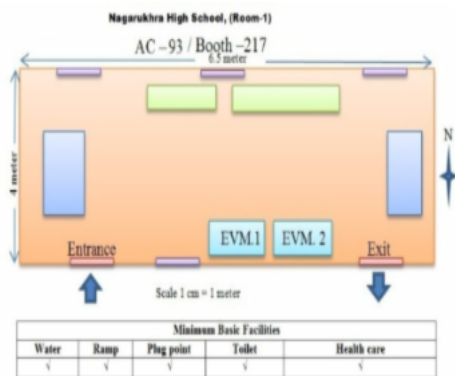 Nagarukhra High School, (Room-1)
AC –93 / Booth –217
6.5 meter
4 meter
N
EVM.1 EVM. 2
Entrance Exit
Scale 1 cm = 1 meter
Minimum Basic Facilities
Water Ramp Plug point Toilet Health care
√ √ √ √ √